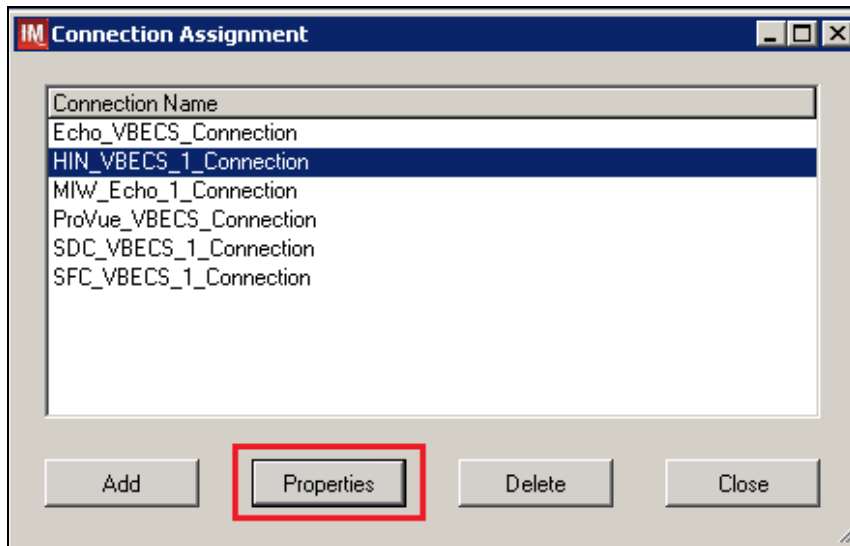 IM Connection Assignment
Connection Name
Echo_VBECS_Connection
HIN_VBECS_1_Connection
MIW_Echo_1_Connection
ProVue_VBECS_Connection
SDC_VBECS_1_Connection
SFC_VBECS_1_Connection
Add Properties Delete Close